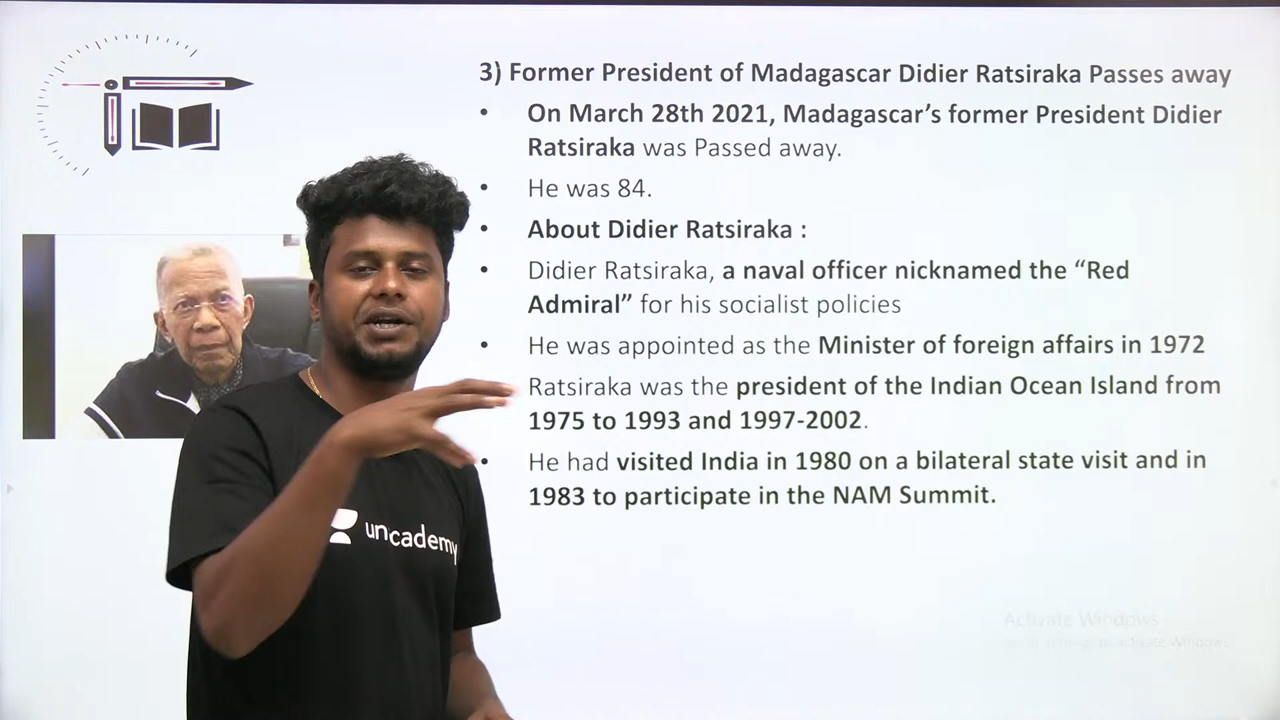 3) Former President of Madagascar Didier Ratsiraka Passes away
• On March 28th 2021, Madagascar's former President Didier
Ratsiraka was Passed away.
• He was 84.
• About Didier Ratsiraka :
• Didier Ratsiraka, a naval officer nicknamed the “Red
Admiral” for his socialist policies
• He was appointed as the Minister of foreign affairs in 1972
Ratsiraka was the president of the Indian Ocean Island from
1975 to 1993 and 1997-2002.
• He had visited India in 1980 on a bilateral state visit and in
1983 to participate in the NAM Summit.
unacademy
Activate Windows
to activate Windows.